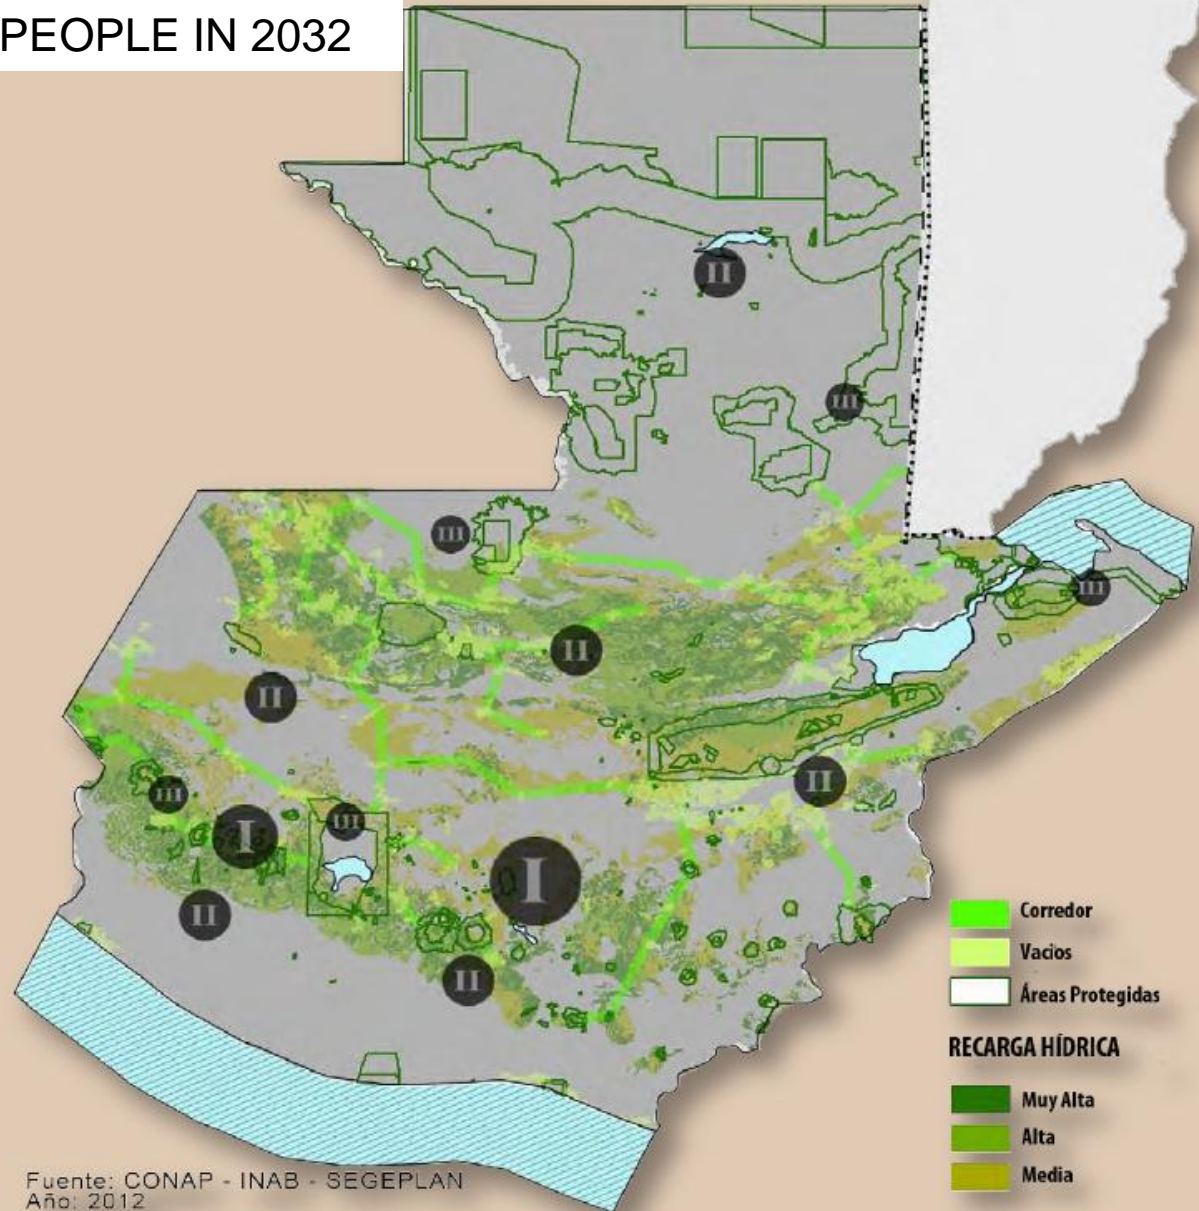 PEOPLE IN 2032
II
III
III
III
II
II
II
III
I
III
I
II
II
Corredor
Vacios
Áreas Protegidas
RECARGA HÍDRICA
Muy Alta
Alta
Media
Fuente: CONAP - INAB - SEGEPLAN
Año: 2012